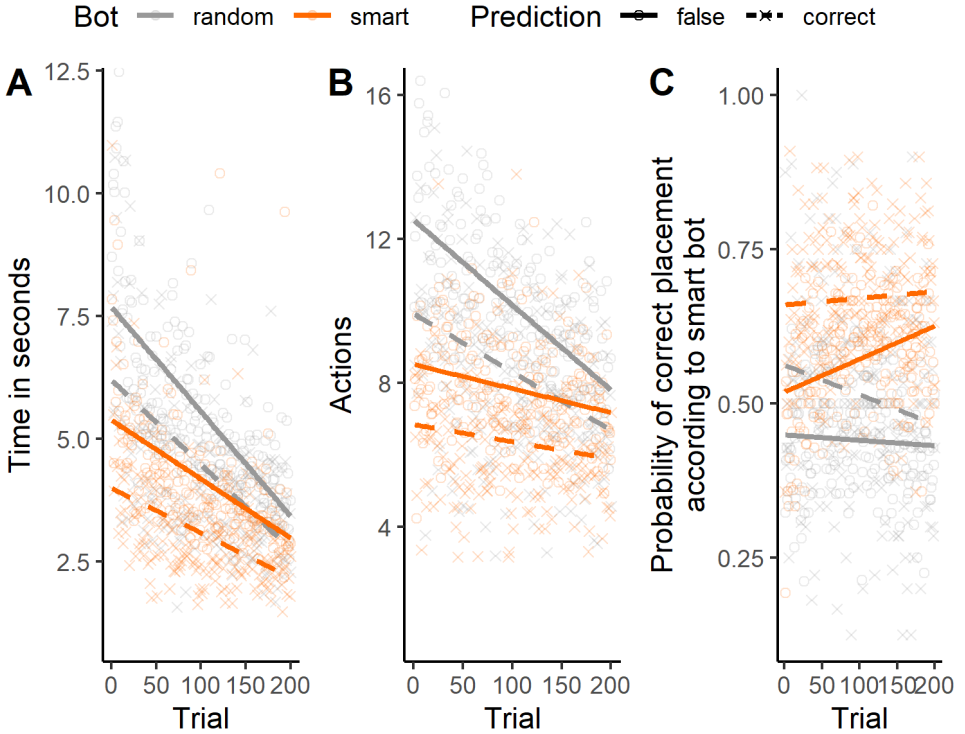 Bot random smart Prediction false correct
A
Time in seconds
12.5
10.0
7.5
5.0
2.5
0 50 100 150 200
Trial
B
Actions
16
12
8
4
0 50 100 150 200
Trial
C
Probability of correct placement
according to smart bot
1.00
0.75
0.50
0.25
0 50 100 150 200
Trial